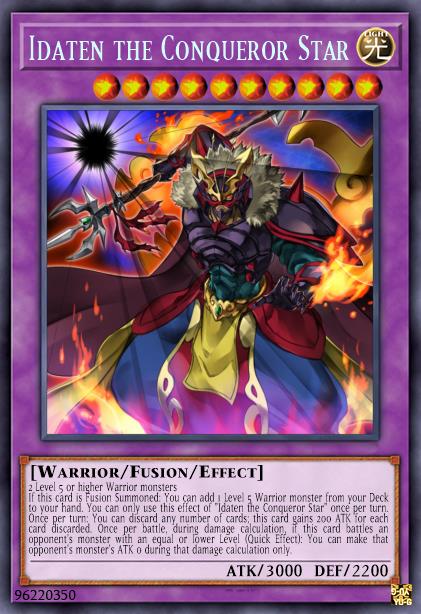 IDATEN THE CONQUEROR STAR
LIGHT
光
[WARRIOR/FUSION/EFFECT]
2 Level 5 or higher Warrior monsters
If this card is Fusion Summoned: You can add 1 Level 5 Warrior monster from your Deck
to your hand. You can only use this effect of "Idaten the Conqueror Star" once per turn.
Once per turn: You can discard any number of cards; this card gains 200 ATK for each
card discarded. Once per battle, during damage calculation, if this card battles an
opponent's monster with an equal or lower Level (Quick Effect): You can make that
opponent's monster's ATK 0 during that damage calculation only.
ATK/3000 DEF/2200
96220350